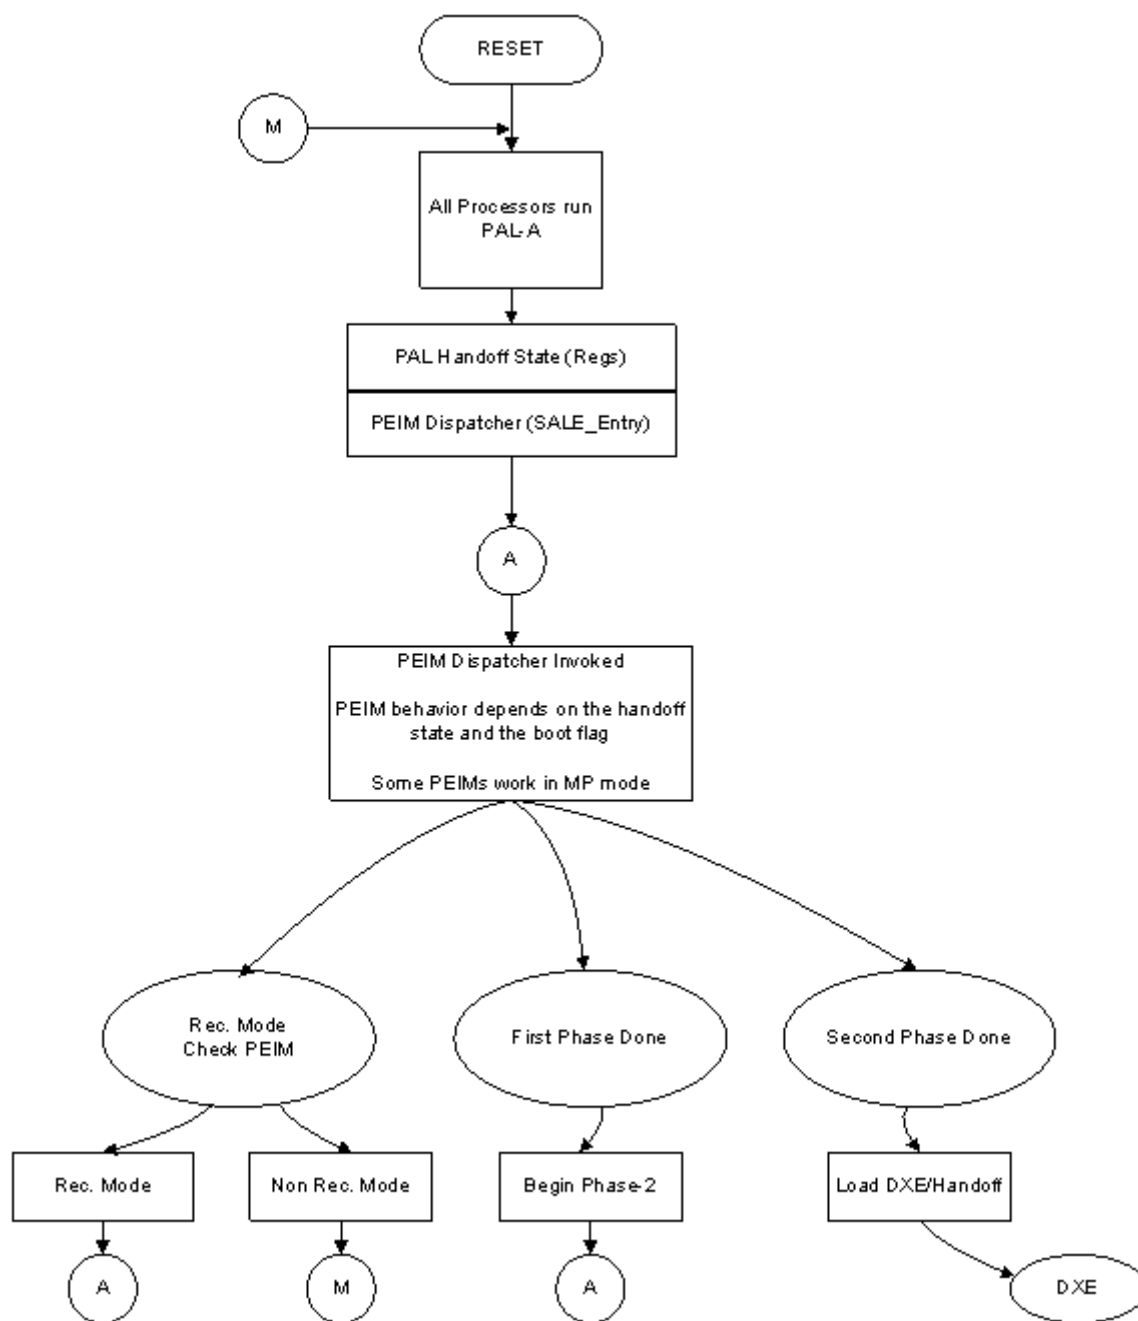 RESET
M
All Processors run
PAL-A
PAL Handoff State (Regs)
PEIM Dispatcher (SALE_Entry)
A
PEIM Dispatcher Invoked
PEIM behavior depends on the handoff
state and the boot flag
Some PEIMs work in MP mode
Rec. Mode
Check PEIM
First Phase Done
Second Phase Done
Rec. Mode
Non Rec. Mode
Begin Phase-2
Load DXE/Handoff
A
M
A
DXE